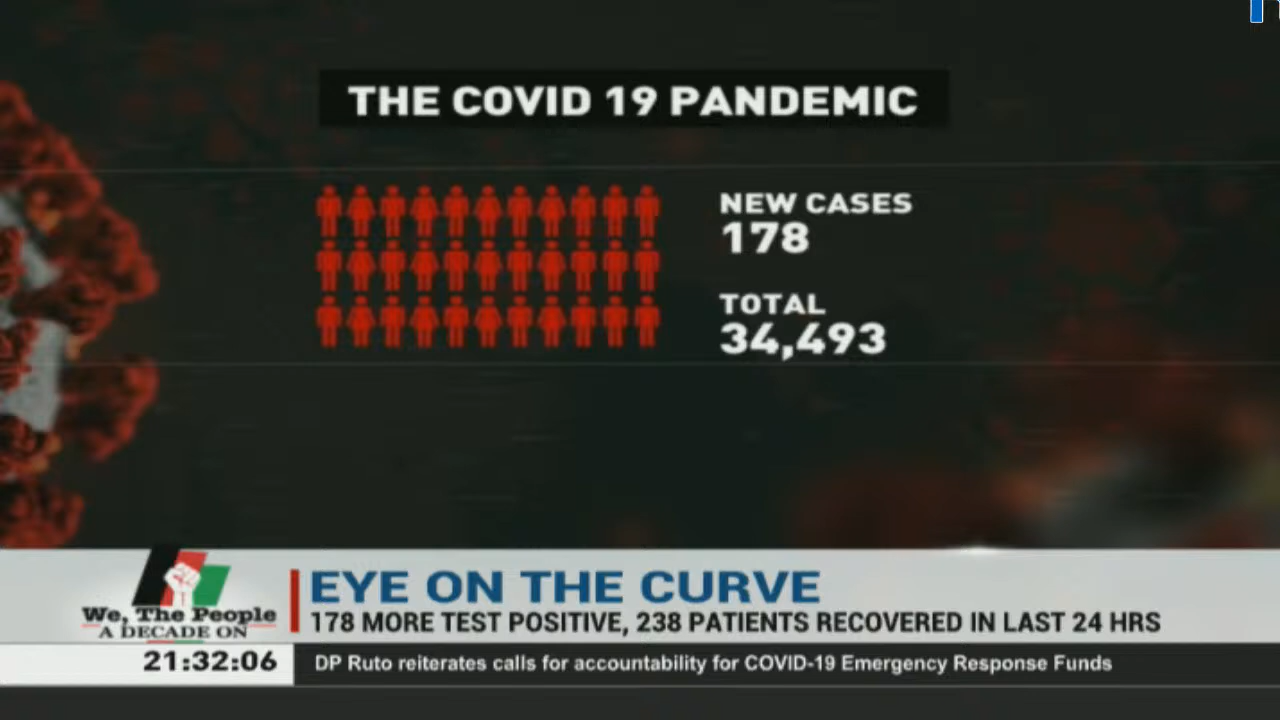 THE COVID 19 PANDEMIC
NEW CASES
178
TOTAL
34,493
EYE ON THE CURVE
178 MORE TEST POSITIVE, 238 PATIENTS RECOVERED IN LAST 24 HRS
We, The People
A DECADE ON
21:32:06
DP Ruto reiterates calls for accountability for COVID-19 Emergency Response Funds